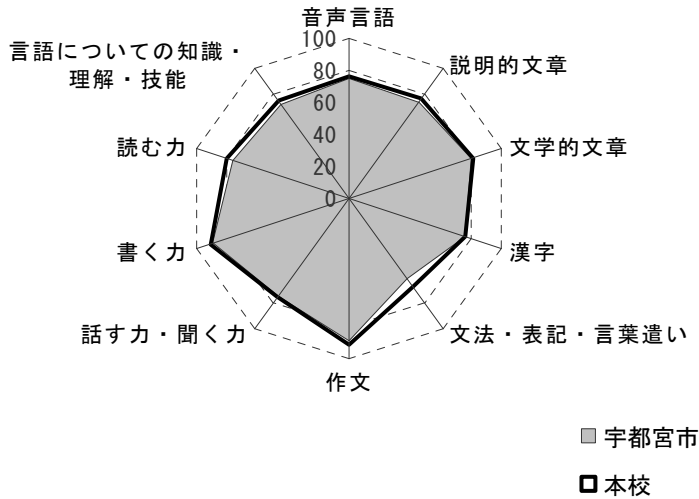 音声言語
100
80
60
40
20
0
言語についての知識・
理解・技能
説明的文章
読む力
文学的文章
書く力
漢字
話す力・聞く力
文法・表記・言葉遣い
作文
宇都宮市
本校